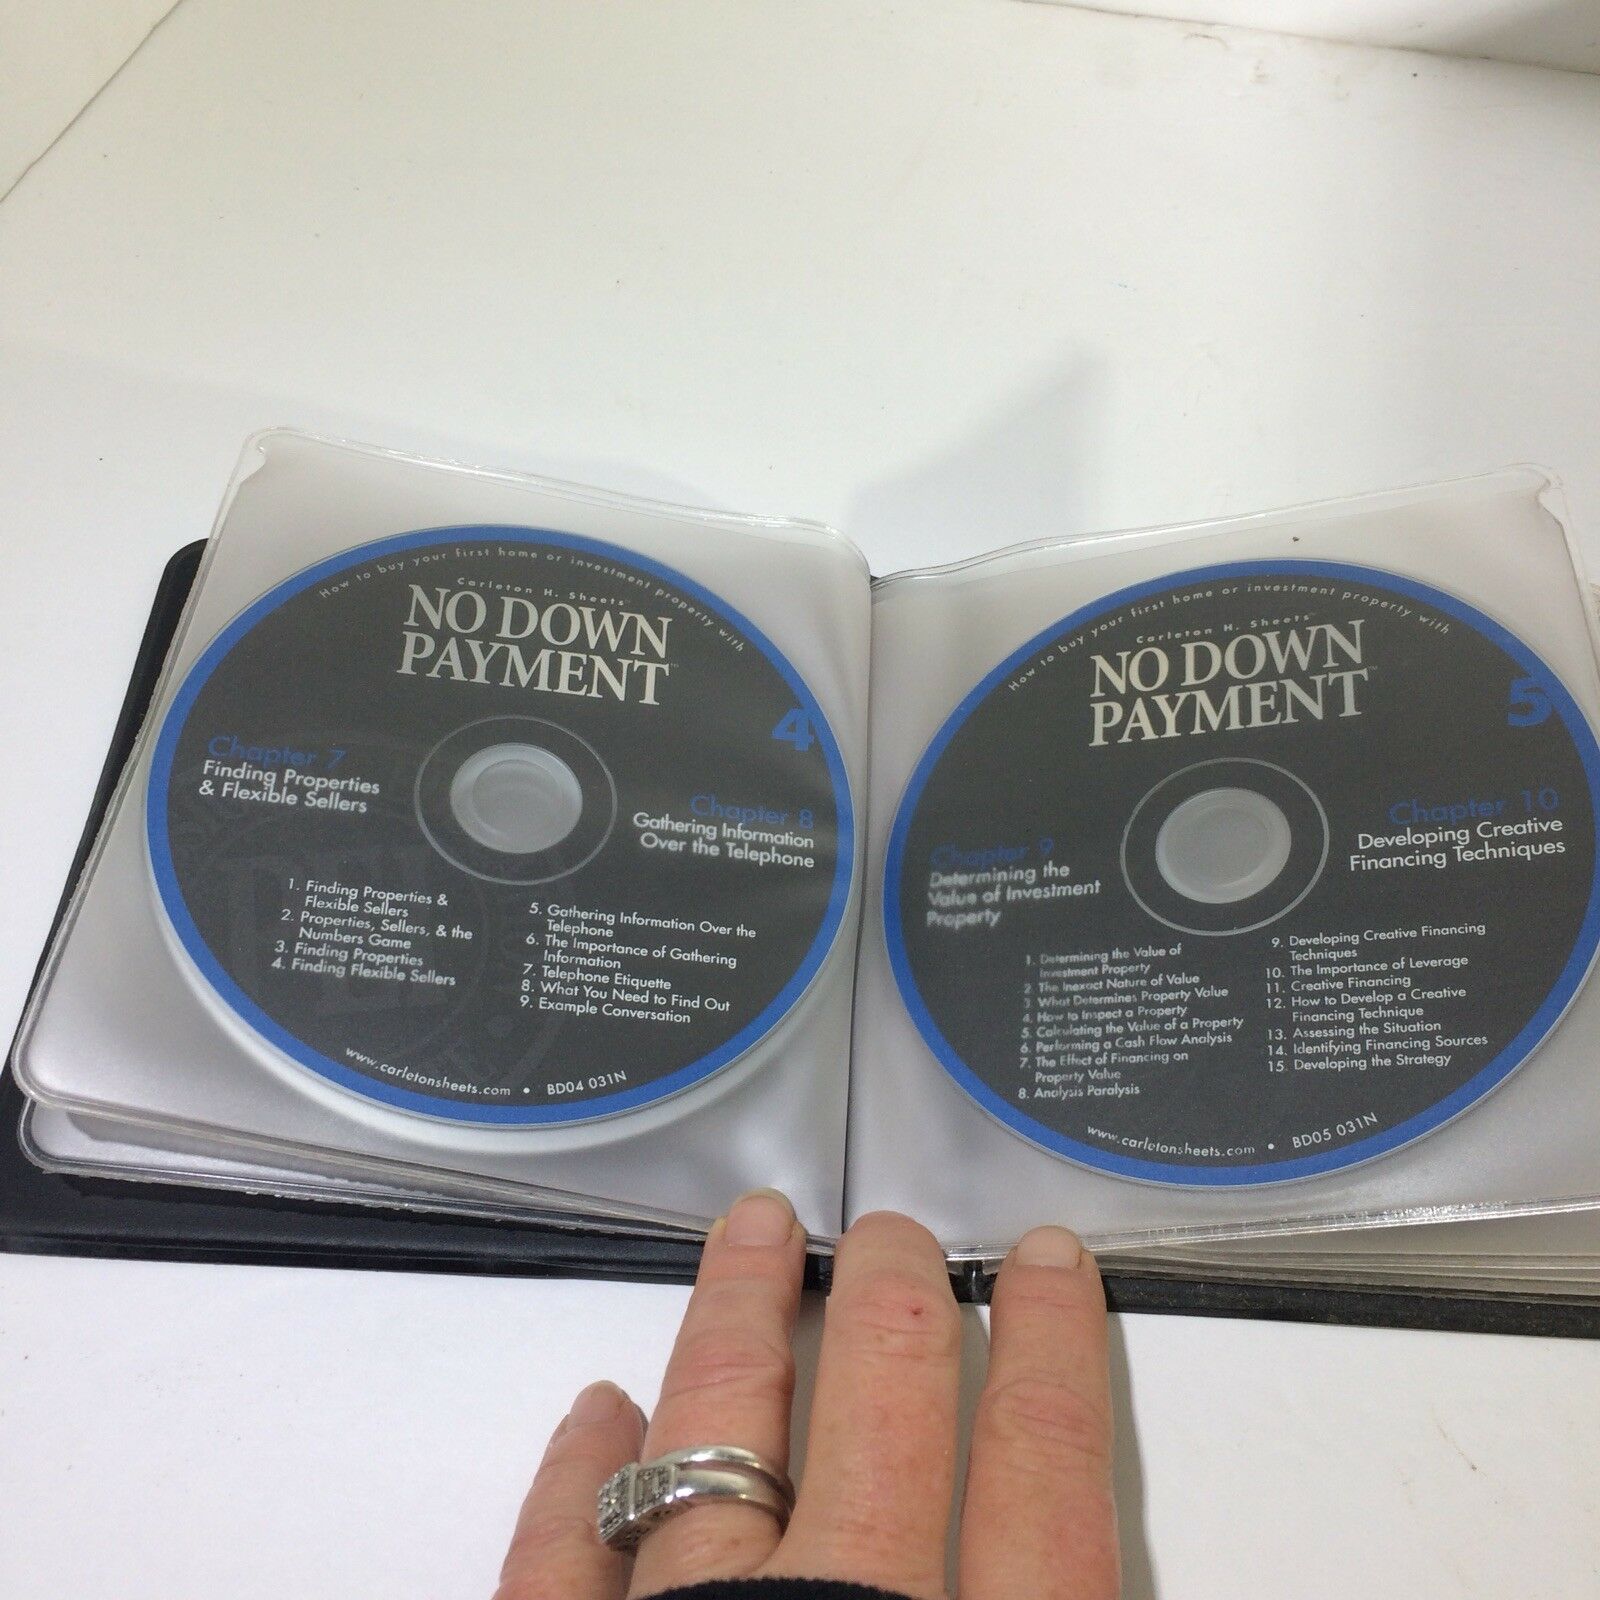 How to buy your first home or investment property with
Carleton H. Sheets™
NO DOWN
PAYMENT™
4
Chapter 7
Finding Properties
& Flexible Sellers
Chapter 8
Gathering Information
Over the Telephone
1. Finding Properties &
Flexible Sellers
2. Properties, Sellers, & the
Numbers Game
3. Finding Properties
4. Finding Flexible Sellers
5. Gathering Information Over the
Telephone
6. The Importance of Gathering
Information
7. Telephone Etiquette
8. What You Need to Find Out
9. Example Conversation
www.carletonsheets.com • BD04 031N
How to buy your first home or investment property with
Carleton H. Sheets™
NO DOWN
PAYMENT™
5
Chapter 9
Determining the
Value of Investment
Property
Chapter 10
Developing Creative
Financing Techniques
1. Determining the Value of
Investment Property
2. The Inexact Nature of Value
3. What Determines Property Value
4. How to Inspect a Property
5. Calculating the Value of a Property
6. Performing a Cash Flow Analysis
7. The Effect of Financing on
Property Value
8. Analysis Paralysis
9. Developing Creative Financing
Techniques
10. The Importance of Leverage
11. Creative Financing
12. How to Develop a Creative
Financing Technique
13. Assessing the Situation
14. Identifying Financing Sources
15. Developing the Strategy
www.carletonsheets.com • BD05 031N